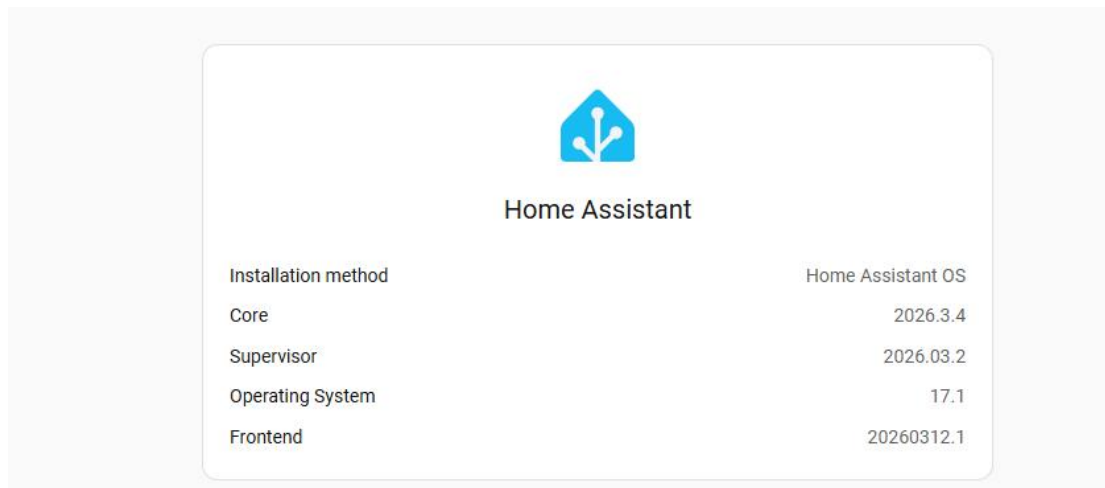 Home Assistant
Installation method Home Assistant OS
Core 2026.3.4
Supervisor 2026.03.2
Operating System 17.1
Frontend 20260312.1